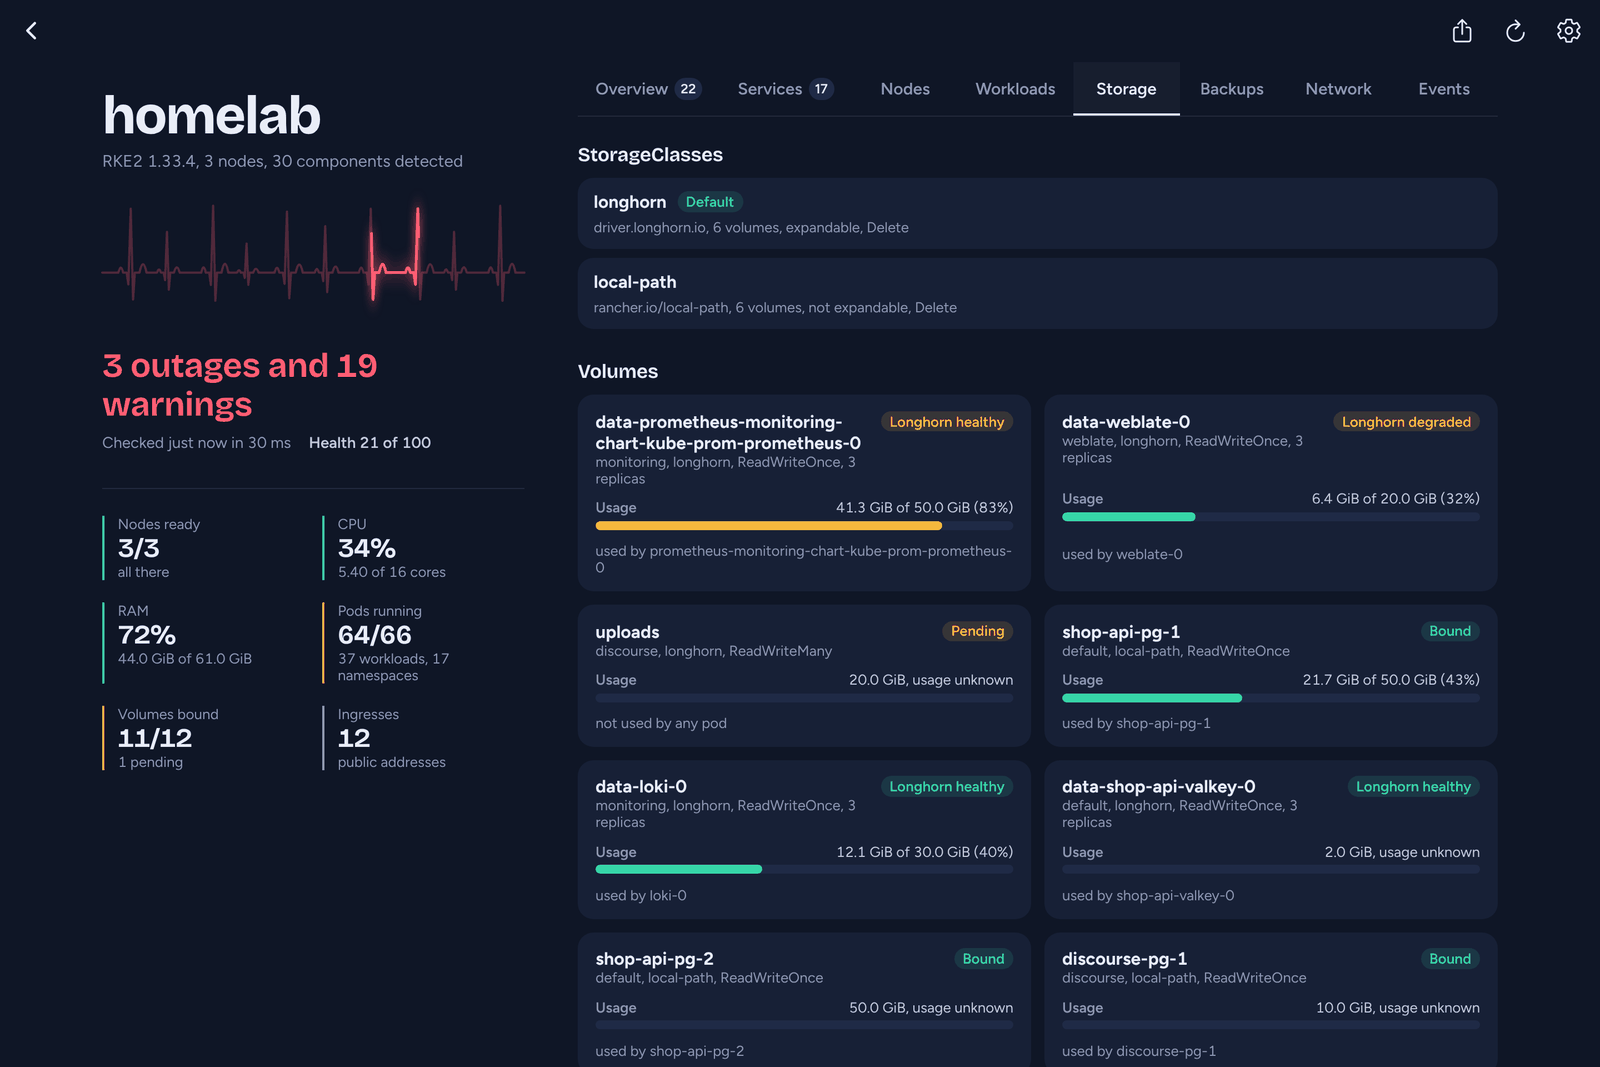 Overview 22
Services 17
Nodes
Workloads
Storage
Backups
Network
Events
homelab
RKE2 1.33.4, 3 nodes, 30 components detected
3 outages and 19
warnings
Checked just now in 30 ms
Health 21 of 100
Nodes ready
3/3
all there
CPU
34%
5.40 of 16 cores
RAM
72%
44.0 GiB of 61.0 GiB
Pods running
64/66
37 workloads, 17
namespaces
Volumes bound
11/12
1 pending
Ingresses
12
public addresses
StorageClasses
longhorn Default
driver.longhorn.io, 6 volumes, expandable, Delete
local-path
rancher.io/local-path, 6 volumes, not expandable, Delete
Volumes
data-prometheus-monitoring-
chart-kube-prom-prometheus-0
Longhorn healthy
monitoring, longhorn, ReadWriteOnce, 3
replicas
Usage 41.3 GiB of 50.0 GiB (83%)
used by prometheus-monitoring-chart-kube-prom-prometheus-
0
data-weblate-0
Longhorn degraded
weblate, longhorn, ReadWriteOnce, 3
replicas
Usage 6.4 GiB of 20.0 GiB (32%)
used by weblate-0
uploads
Pending
discourse, longhorn, ReadWriteMany
Usage 20.0 GiB, usage unknown
not used by any pod
shop-api-pg-1
Bound
default, local-path, ReadWriteOnce
Usage 21.7 GiB of 50.0 GiB (43%)
used by shop-api-pg-1
data-loki-0
Longhorn healthy
monitoring, longhorn, ReadWriteOnce, 3
replicas
Usage 12.1 GiB of 30.0 GiB (40%)
used by loki-0
data-shop-api-valkey-0
Longhorn healthy
default, longhorn, ReadWriteOnce, 3
replicas
Usage 2.0 GiB, usage unknown
used by shop-api-valkey-0
shop-api-pg-2
Bound
default, local-path, ReadWriteOnce
Usage 50.0 GiB, usage unknown
used by shop-api-pg-2
discourse-pg-1
Bound
discourse, local-path, ReadWriteOnce
Usage 10.0 GiB, usage unknown
used by discourse-pg-1